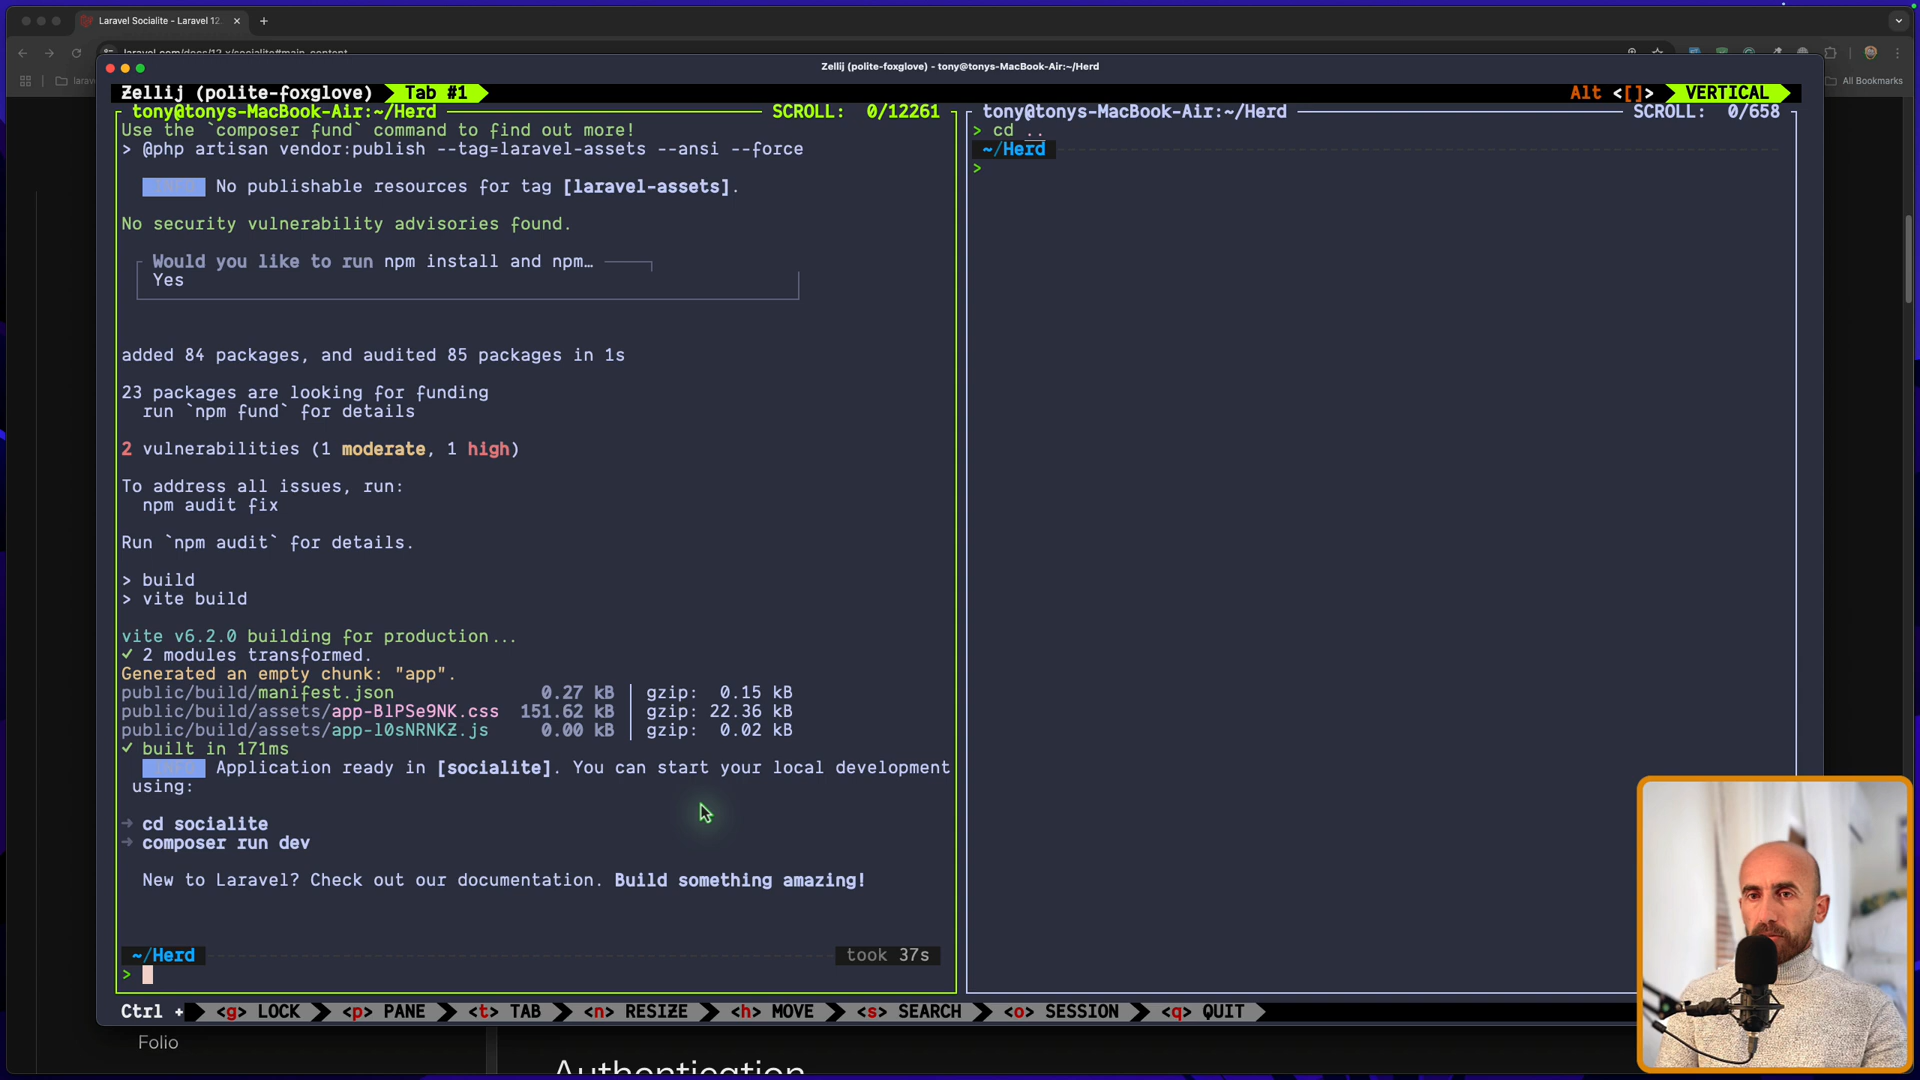 Laravel Socialite - Laravel 12.
laravel.com/docs/12.x/socialite#main-content
All Bookmarks
Zellij (polite-foxglove) - tony@tonys-MacBook-Air:~/Herd
Zellij (polite-foxglove) Tab #1 Alt <[]> VERTICAL
tony@tonys-MacBook-Air:~/Herd SCROLL: 0/12261
Use the `composer fund` command to find out more!
> @php artisan vendor:publish --tag=laravel-assets --ansi --force
No publishable resources for tag [laravel-assets].
No security vulnerability advisories found.
Would you like to run npm install and npm…
Yes
added 84 packages, and audited 85 packages in 1s
23 packages are looking for funding
run `npm fund` for details
2 vulnerabilities (1 moderate, 1 high)
To address all issues, run:
npm audit fix
Run `npm audit` for details.
> build
> vite build
vite v6.2.0 building for production...
✓ 2 modules transformed.
Generated an empty chunk: "app".
public/build/manifest.json 0.27 kB │ gzip: 0.15 kB
public/build/assets/app-BlPSe9NK.css 151.62 kB │ gzip: 22.36 kB
public/build/assets/app-l0sNRNKZ.js 0.00 kB │ gzip: 0.02 kB
✓ built in 171ms
Application ready in [socialite]. You can start your local development
using:
➜ cd socialite
➜ composer run dev
New to Laravel? Check out our documentation. Build something amazing!
~/Herd took 37s
>
tony@tonys-MacBook-Air:~/Herd SCROLL: 0/658
> cd ..
~/Herd
>
Ctrl + <g> LOCK <p> PANE <t> TAB <n> RESIZE <h> MOVE <s> SEARCH <o> SESSION <q> QUIT
Folio
Authentication